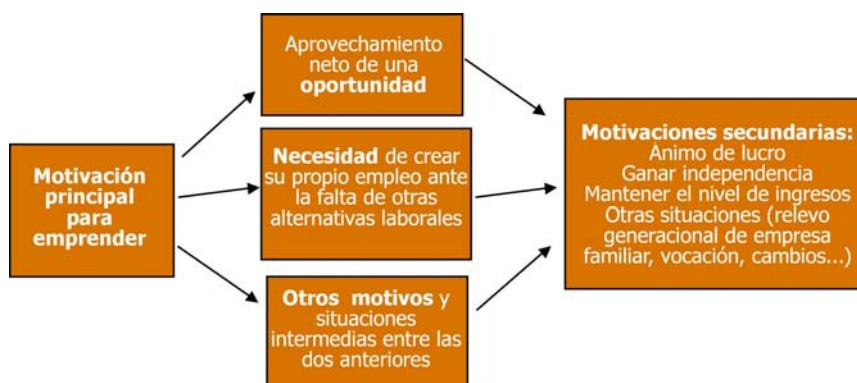 Motivación
principal
para
emprender
Aprovechamiento
neto de una
oportunidad
Necesidad de crear
su propio empleo ante
la falta de otras
alternativas laborales
Otros motivos y
situaciones
intermedias entre las
dos anteriores
Motivaciones secundarias:
Ánimo de lucro
Ganar independencia
Mantener el nivel de ingresos
Otras situaciones (relevo
generacional de empresa
familiar, vocación, cambios...)